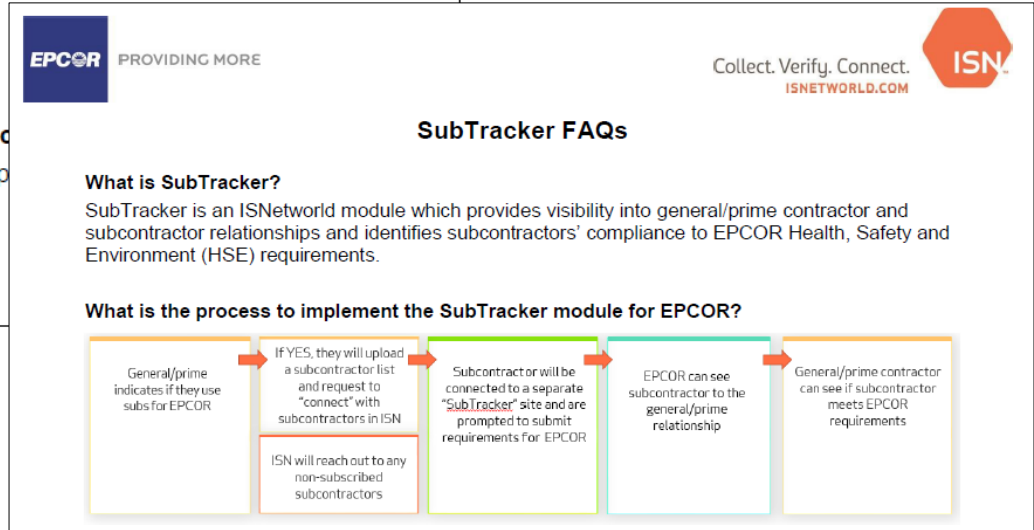 EPCOR PROVIDING MORE
Collect. Verify. Connect.
ISNETWORLD.COM
ISN
SubTracker FAQs
What is SubTracker?
SubTracker is an ISNetworld module which provides visibility into general/prime contractor and
subcontractor relationships and identifies subcontractors' compliance to EPCOR Health, Safety and
Environment (HSE) requirements.
What is the process to implement the SubTracker module for EPCOR?
General/prime
indicates if they use
subs for EPCOR
If YES, they will upload
a subcontractor list
and request to
"connect" with
subcontractors in ISN
ISN will reach out to any
non-subscribed
subcontractors
Subcontractor will be
connected to a separate
"SubTracker" site and are
prompted to submit
requirements for EPCOR
EPCOR can see
subcontractor to the
general/prime
relationship
General/prime contractor
can see if subcontractor
meets EPCOR
requirements